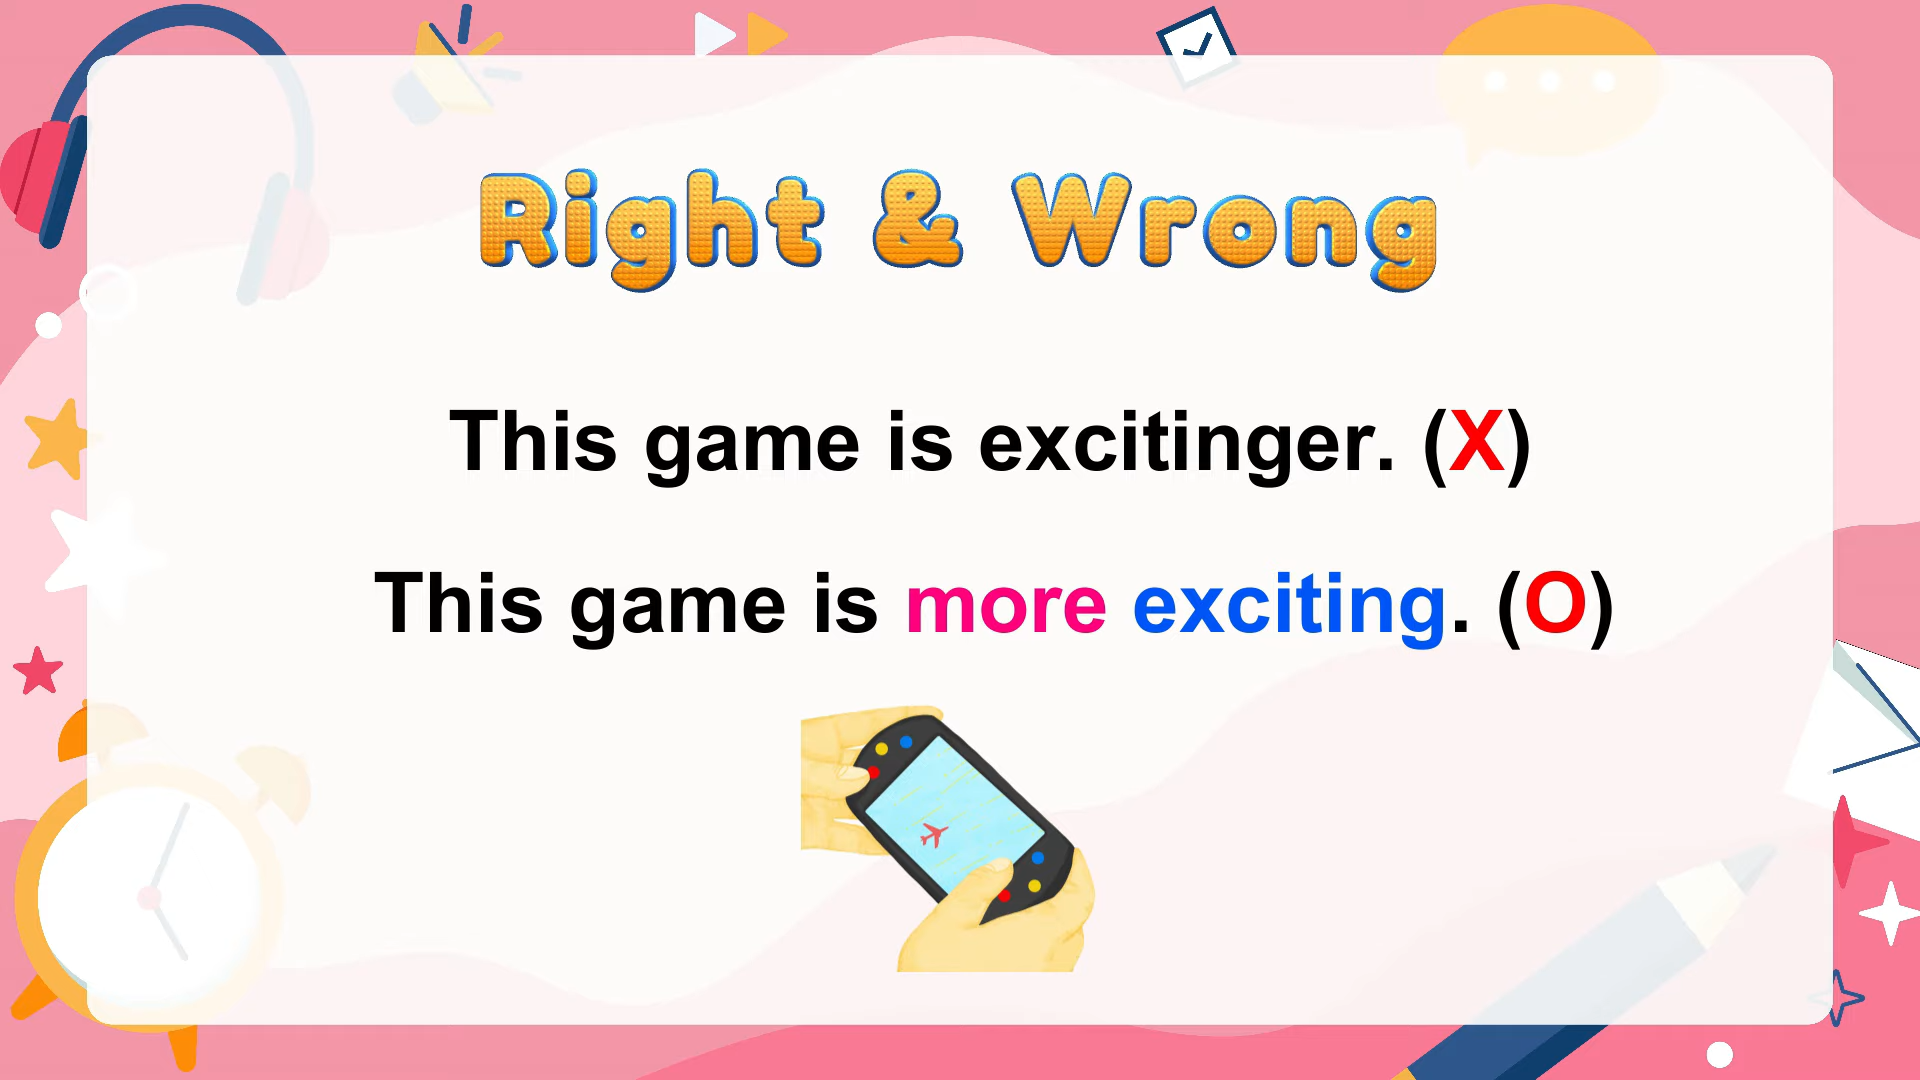 Right & Wrong
This game is excitinger. (X)
This game is more exciting. (O)